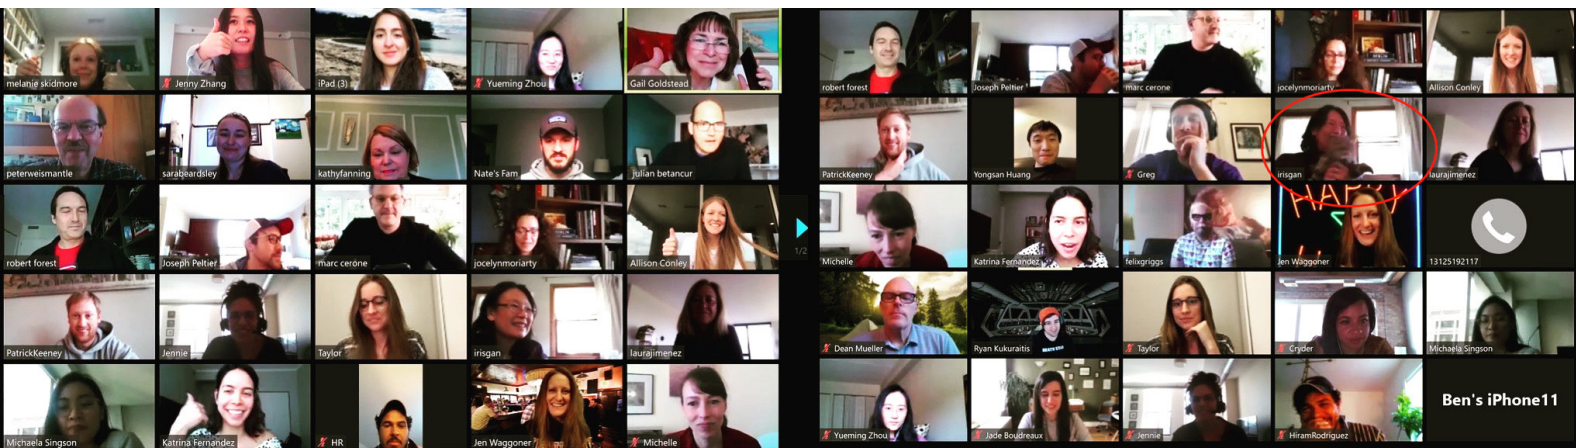 melanie skidmore
Jenny Zhang
iPad (3)
Yueming Zhou
Gail Goldstead
peterweismantle
sarabeardsley
kathyfanning
Nate's Fam
julian betancur
robert forest
Joseph Peltier
marc cerone
jocelynmoriarty
Allison Conley
PatrickKeeney
Jennie
Taylor
irisgan
laurajimenez
Michaela Singson
Katrina Fernandez
HR
Jen Waggoner
Michelle
1/2
robert forest
Joseph Peltier
marc cerone
jocelynmoriarty
Allison Conley
PatrickKeeney
Yongsan Huang
Greg
irisgan
laurajimenez
Michelle
Katrina Fernandez
felixgriggs
HAPPY
Jen Waggoner
13125192117
Dean Mueller
Ryan Kukuraitis
Taylor
Cryder
Michaela Singson
Yueming Zhou
Jade Boudreaux
Jennie
HiramRodriguez
Ben's iPhone11